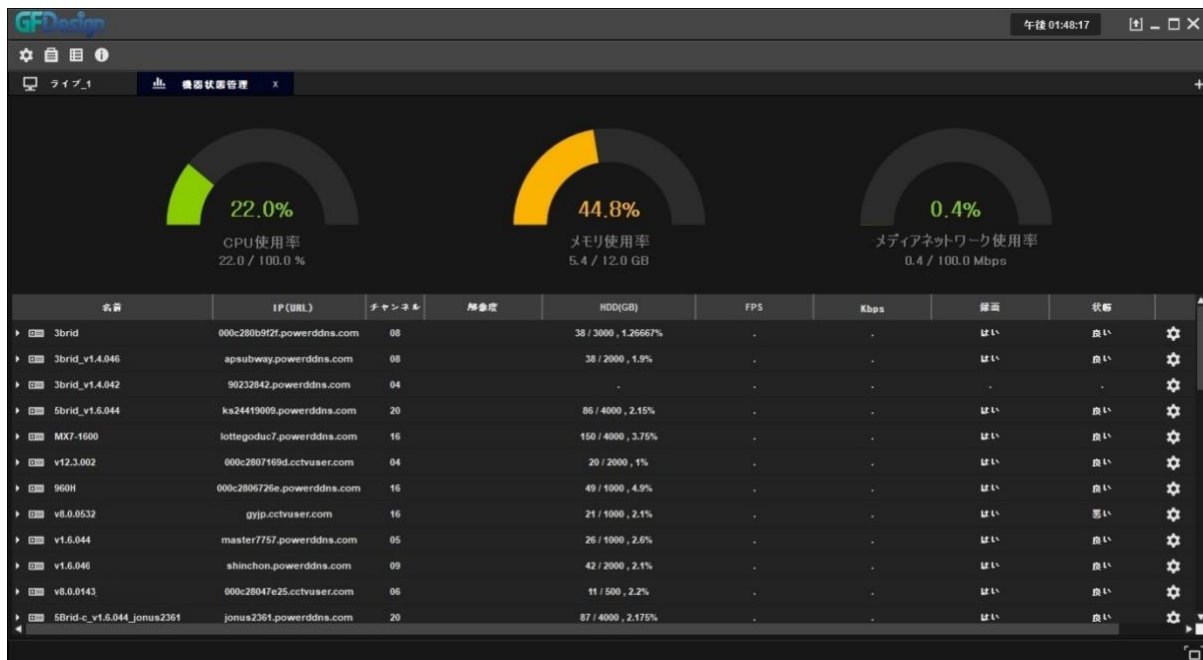 GFDesign
午後 01:48:17
ライブ_1 機器状態管理 x
22.0% 44.8% 0.4%
CPU使用率 メモリ使用率 メディアネットワーク使用率
22.0 / 100.0 % 5.4 / 12.0 GB 0.4 / 100.0 Mbps
名前 IP(URL) チャンネル 解像度 HDD(GB) FPS Kbps 録画 状態
3brid 000c280b9f2f.powerddns.com 08 38 / 3000 , 1.26667% . . はい 良い
3brid_v1.4.046 apsubway.powerddns.com 08 38 / 2000 , 1.9% . . はい 良い
3brid_v1.4.042 90232842.powerddns.com 04 . . . . .
5brid_v1.6.044 ks24419009.powerddns.com 20 86 / 4000 , 2.15% . . はい 良い
MX7-1600 lottegoduc7.powerddns.com 16 150 / 4000 , 3.75% . . はい 良い
v12.3.002 000c2807169d.cctvuser.com 04 20 / 2000 , 1% . . はい 良い
960H 000c2806726e.powerddns.com 16 49 / 1000 , 4.9% . . はい 良い
v8.0.0532 gyjp.cctvuser.com 16 21 / 1000 , 2.1% . . はい 悪い
v1.6.044 master7757.powerddns.com 05 26 / 1000 , 2.6% . . はい 良い
v1.6.046 shinchon.powerddns.com 09 42 / 2000 , 2.1% . . はい 良い
v8.0.0143 000c28047e25.cctvuser.com 06 11 / 500 , 2.2% . . はい 良い
5Brid-c_v1.6.044_jonus2361 jonus2361.powerddns.com 20 87 / 4000 , 2.175% . . はい 良い